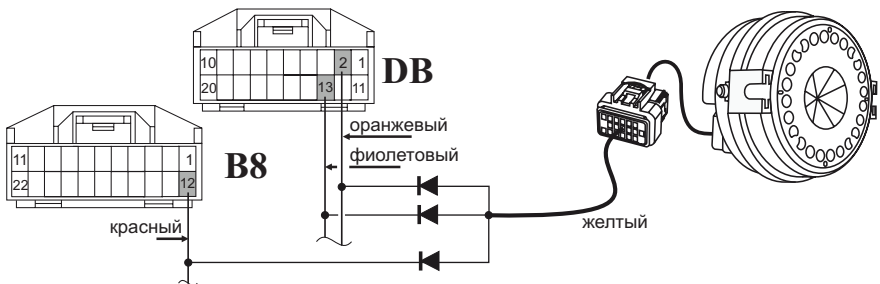 10 2 1
20 13 11
DB
оранжевый
фиолетовый
11 1
22 12
B8
красный
желтый